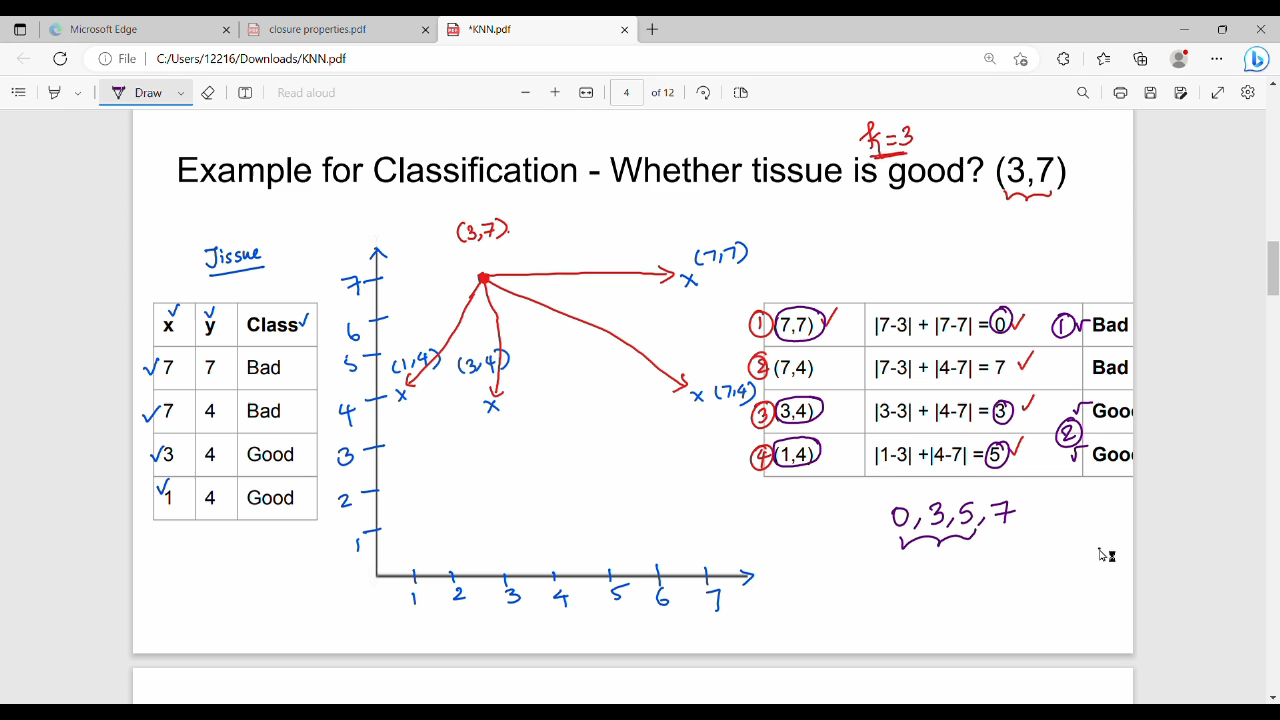 Microsoft Edge
closure properties.pdf
*KNN.pdf
File
C:/Users/12216/Downloads/KNN.pdf
Draw
Read aloud
4 of 12
k=3
Example for Classification - Whether tissue is good? (3,7)
Tissue
x y Class
7 7 Bad
7 4 Bad
3 4 Good
1 4 Good
(3,7).
(7,7)
x
(1,4) (3,4)
x x x (7,4)
7
6
5
4
3
2
1
1 2 3 4 5 6 7
1 (7,7) |7-3| + |7-7| = 0 1 Bad
2 (7,4) |7-3| + |4-7| = 7 Bad
3 (3,4) |3-3| + |4-7| = 3 Good
2
4 (1,4) |1-3| +|4-7| = 5 Good
0, 3, 5, 7